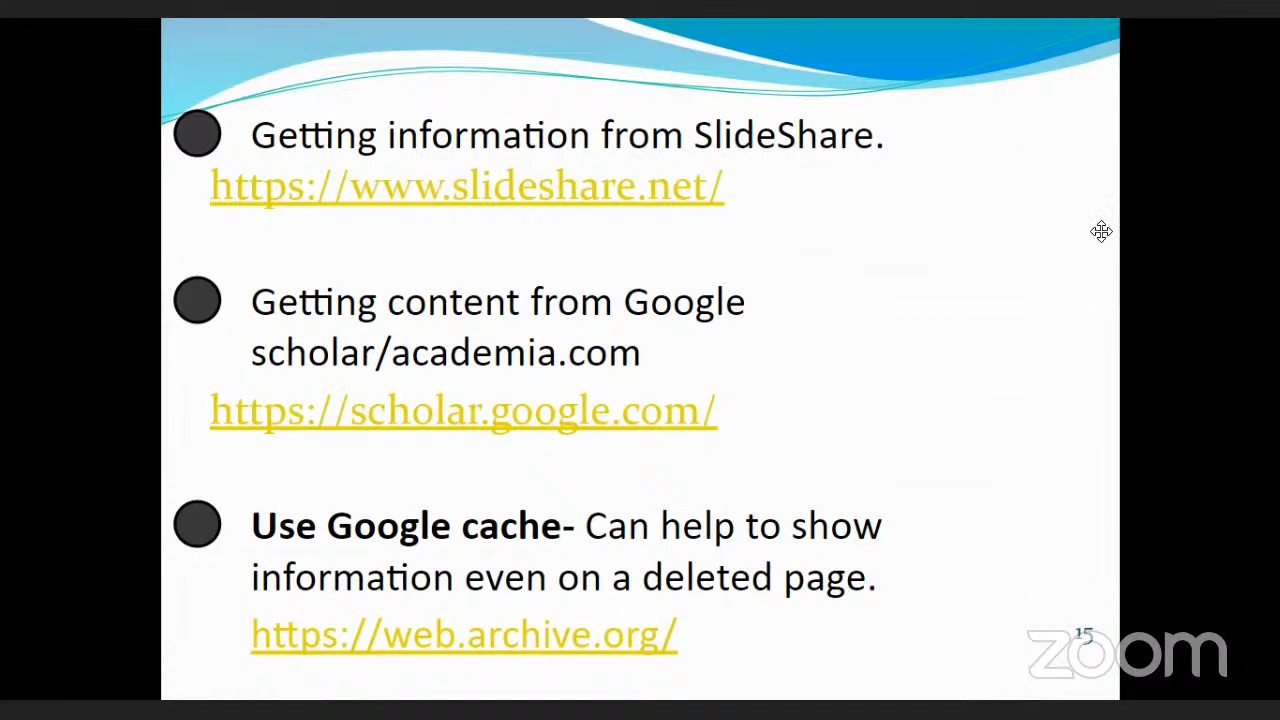 Getting information from SlideShare.
https://www.slideshare.net/
Getting content from Google
scholar/academia.com
https://scholar.google.com/
Use Google cache- Can help to show
information even on a deleted page.
https://web.archive.org/
15
zoom